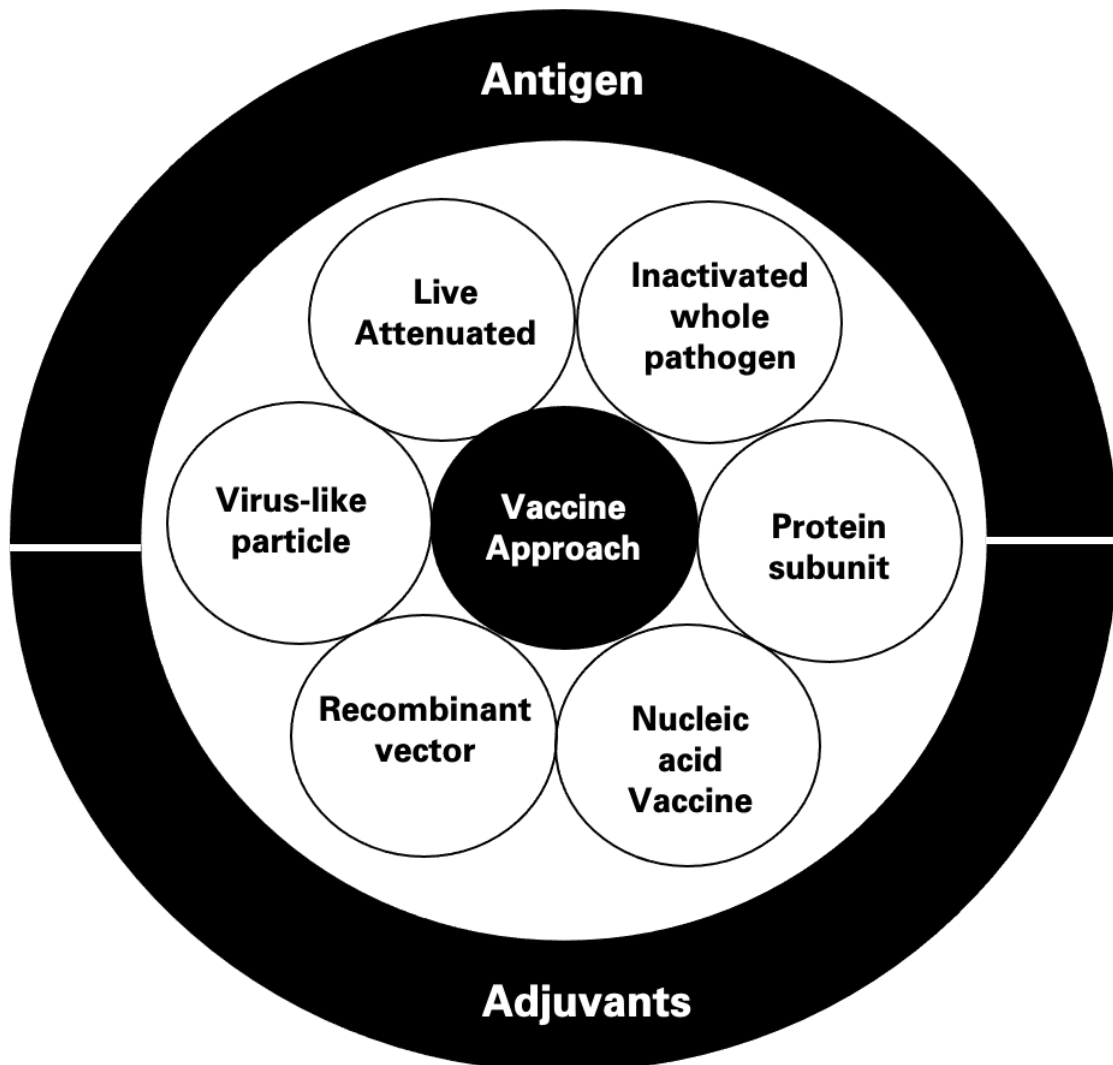 Antigen
Live
Attenuated
Inactivated
whole
pathogen
Virus-like
particle
Vaccine
Approach
Protein
subunit
Recombinant
vector
Nucleic
acid
Vaccine
Adjuvants